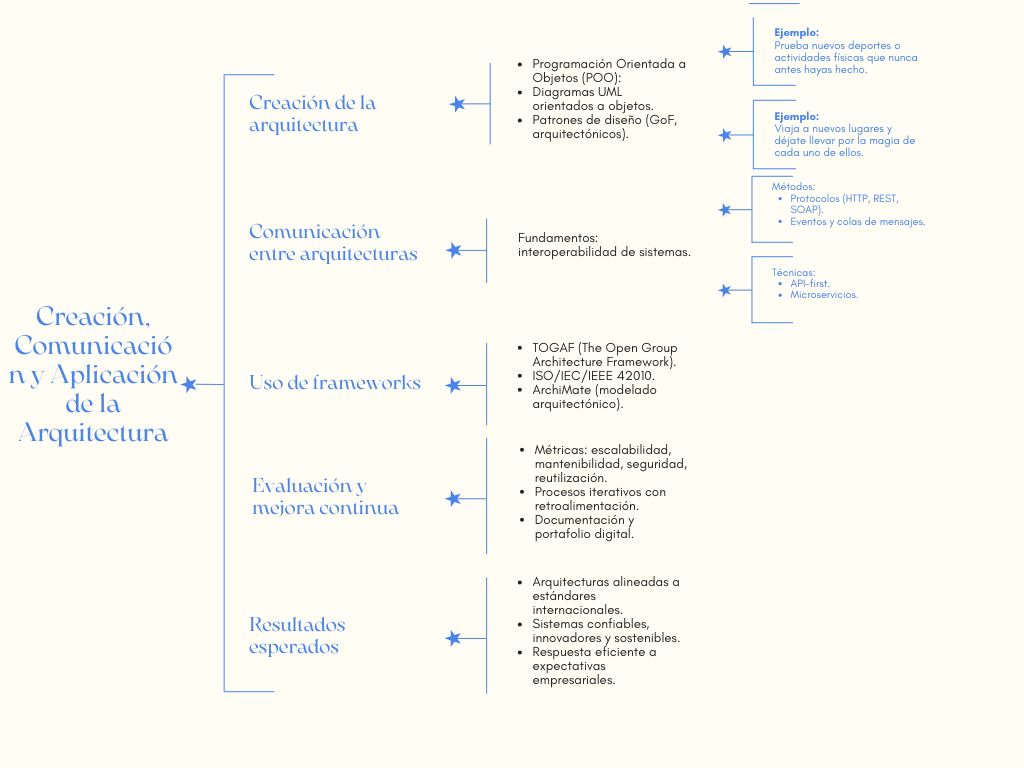 Creación,
Comunicació
n y Aplicación
de la
Arquitectura
Creación de la
arquitectura
• Programación Orientada a
Objetos (POO):
• Diagramas UML
orientados a objetos.
• Patrones de diseño (GoF,
arquitectónicos).
Ejemplo:
Prueba nuevos deportes o
actividades físicas que nunca
antes hayas hecho.
Ejemplo:
Viaja a nuevos lugares y
déjate llevar por la magia de
cada uno de ellos.
Comunicación
entre arquitecturas
Fundamentos:
interoperabilidad de sistemas.
Métodos:
• Protocolos (HTTP, REST,
SOAP).
• Eventos y colas de mensajes.
Técnicas:
• API-first.
• Microservicios.
Uso de frameworks
• TOGAF (The Open Group
Architecture Framework).
• ISO/IEC/IEEE 42010.
• ArchiMate (modelado
arquitectónico).
Evaluación y
mejora continua
• Métricas: escalabilidad,
mantenibilidad, seguridad,
reutilización.
• Procesos iterativos con
retroalimentación.
• Documentación y
portafolio digital.
Resultados
esperados
• Arquitecturas alineadas a
estándares
internacionales.
• Sistemas confiables,
innovadores y sostenibles.
• Respuesta eficiente a
expectativas
empresariales.